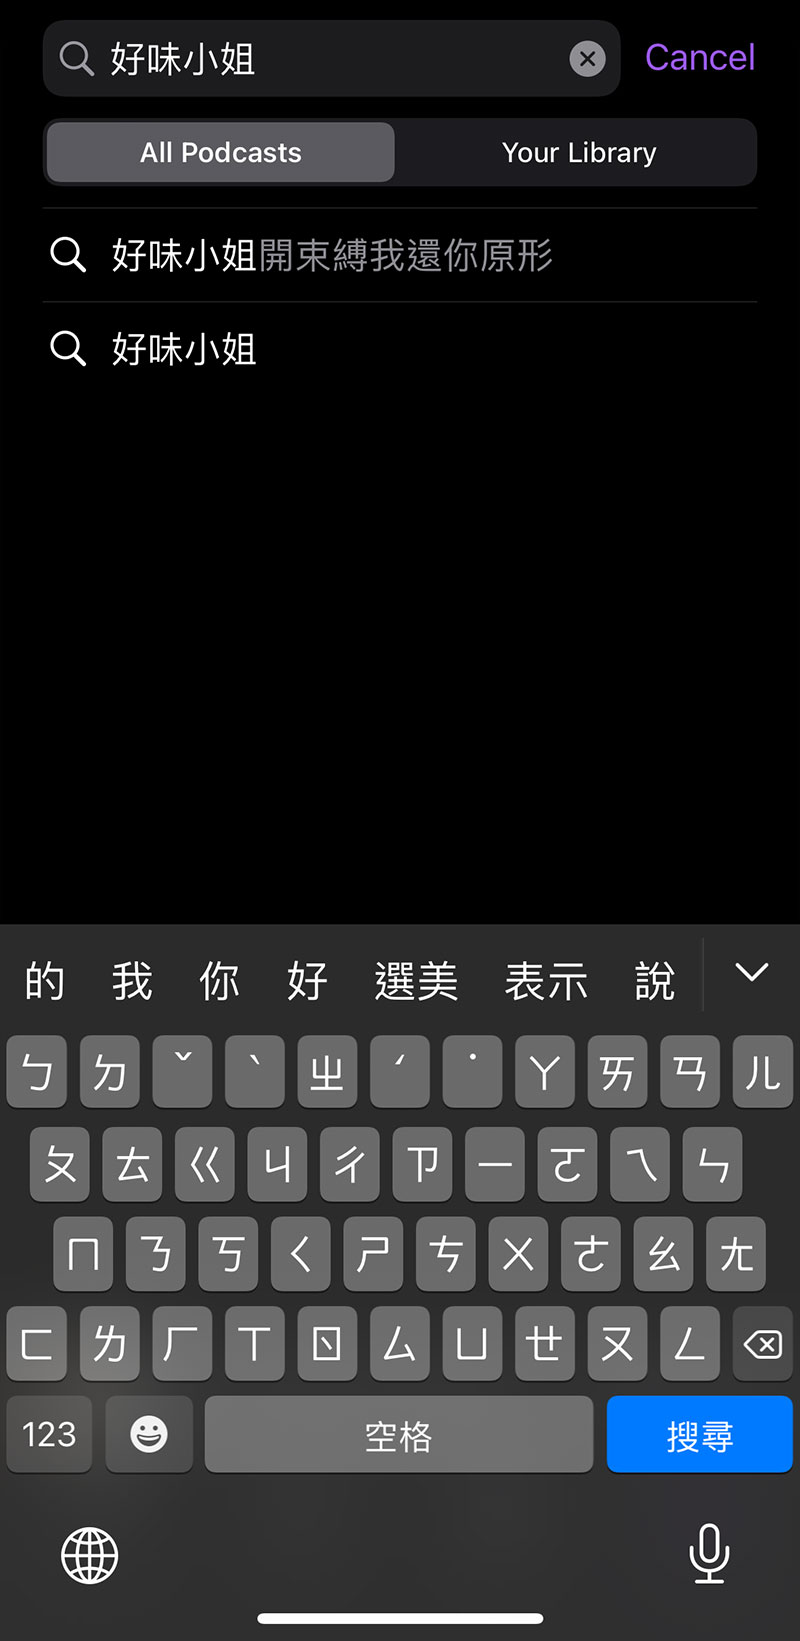 好味小姐 Cancel
All Podcasts Your Library
好味小姐開束縛我還你原形
好味小姐
的 我 你 好 選美 表示 說
ㄅ ㄉ ˇ ˋ ㄓ ˊ ˙ ㄚ ㄞ ㄢ ㄦ
ㄆ ㄊ ㄍ ㄐ ㄔ ㄗ ㄧ ㄛ ㄟ ㄣ
ㄇ ㄋ ㄎ ㄑ ㄕ ㄘ ㄨ ㄜ ㄠ ㄤ
ㄈ ㄌ ㄏ ㄒ ㄖ ㄙ ㄩ ㄝ ㄡ ㄥ
123 空格 搜尋